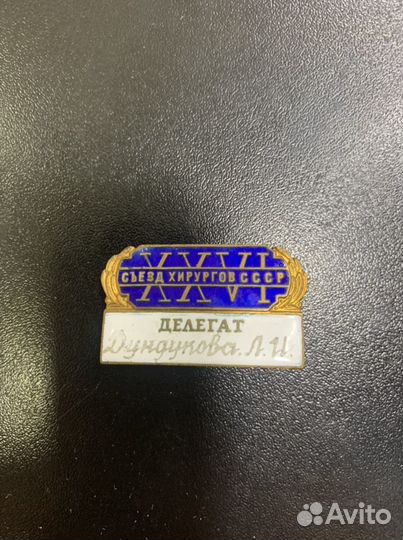 XXVI
СЪЕЗД ХИРУРГОВ СССР
ДЕЛЕГАТ
Дундукова. Л. И.
Avito